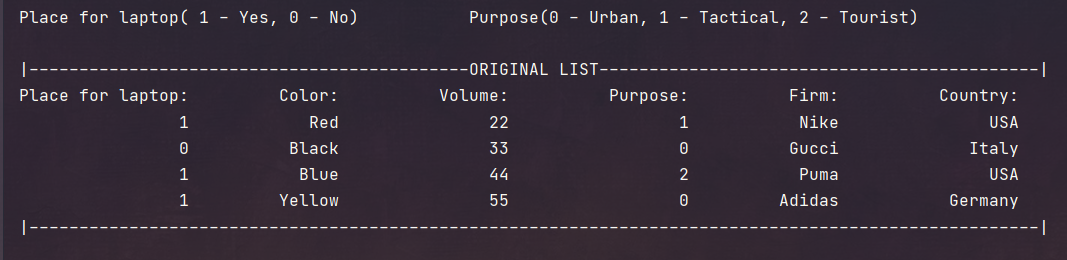 Place for laptop( 1 - Yes, 0 - No)           Purpose(0 - Urban, 1 - Tactical, 2 - Tourist)
|--------------------------------------------ORIGINAL LIST--------------------------------------------|
Place for laptop:         Color:          Volume:          Purpose:          Firm:          Country:
                1            Red               22                 1           Nike               USA
                0          Black               33                 0          Gucci             Italy
                1           Blue               44                 2           Puma               USA
                          Yellow               55                 0         Adidas           Germany
|-----------------------------------------------------------------------------------------------------|